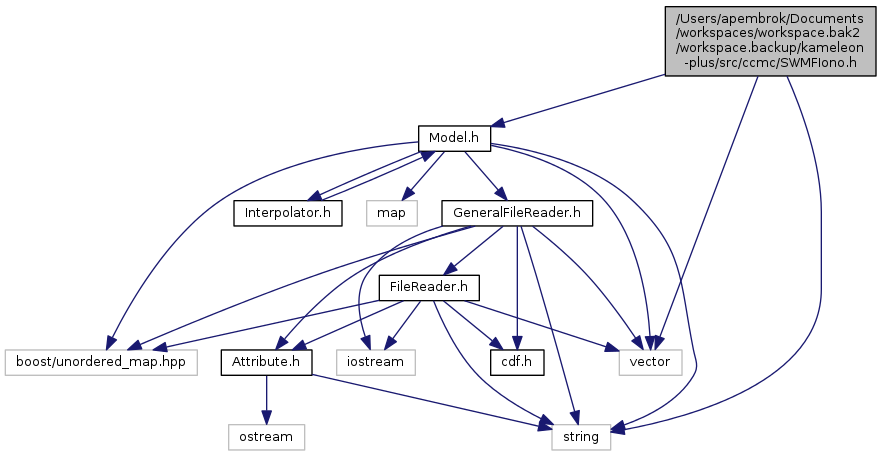 /Users/apembrok/Documents
/workspaces/workspace.bak2
/workspace.backup/kameleon
-plus/src/ccmc/SWMFIono.h
Model.h
Interpolator.h
map
GeneralFileReader.h
FileReader.h
boost/unordered_map.hpp
Attribute.h
iostream
cdf.h
vector
ostream
string